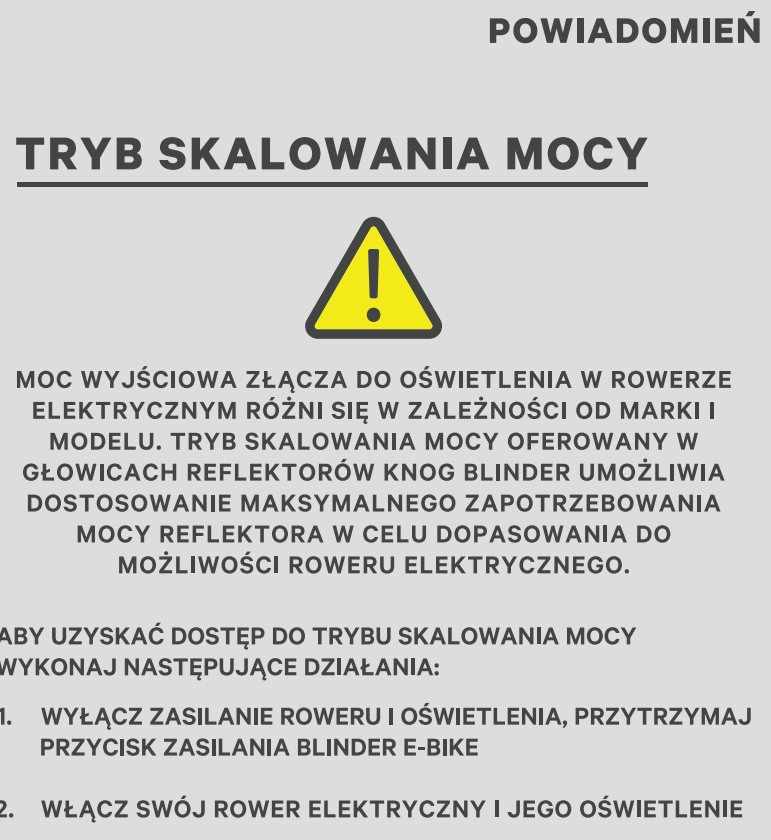 POWIADOMIEŃ
TRYB SKALOWANIA MOCY
MOC WYJŚCIOWA ZŁĄCZA DO OŚWIETLENIA W ROWERZE
ELEKTRYCZNYM RÓŻNI SIĘ W ZALEŻNOŚCI OD MARKI I
MODELU. TRYB SKALOWANIA MOCY OFEROWANY W
GŁOWICACH REFLEKTORÓW KNOG BLINDER UMOŻLIWIA
DOSTOSOWANIE MAKSYMALNEGO ZAPOTRZEBOWANIA
MOCY REFLEKTORA W CELU DOPASOWANIA DO
MOŻLIWOŚCI ROWERU ELEKTRYCZNEGO.
ABY UZYSKAĆ DOSTĘP DO TRYBU SKALOWANIA MOCY
WYKONAJ NASTĘPUJĄCE DZIAŁANIA:
1. WYŁĄCZ ZASILANIE ROWERU I OŚWIETLENIA, PRZYTRZYMAJ
PRZYCISK ZASILANIA BLINDER E-BIKE
2. WŁĄCZ SWÓJ ROWER ELEKTRYCZNY I JEGO OŚWIETLENIE